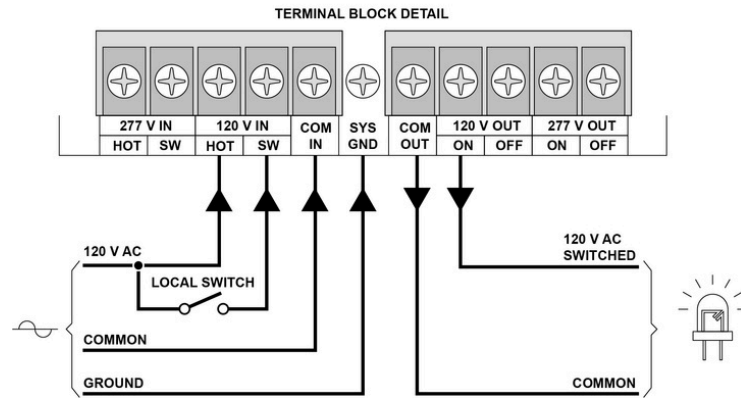 TERMINAL BLOCK DETAIL
277 V IN
120 V IN
COM
IN
SYS
GND
COM
OUT
120 V OUT
277 V OUT
HOT
SW
HOT
SW
ON
OFF
ON
OFF
120 V AC
LOCAL SWITCH
COMMON
GROUND
120 V AC
SWITCHED
COMMON